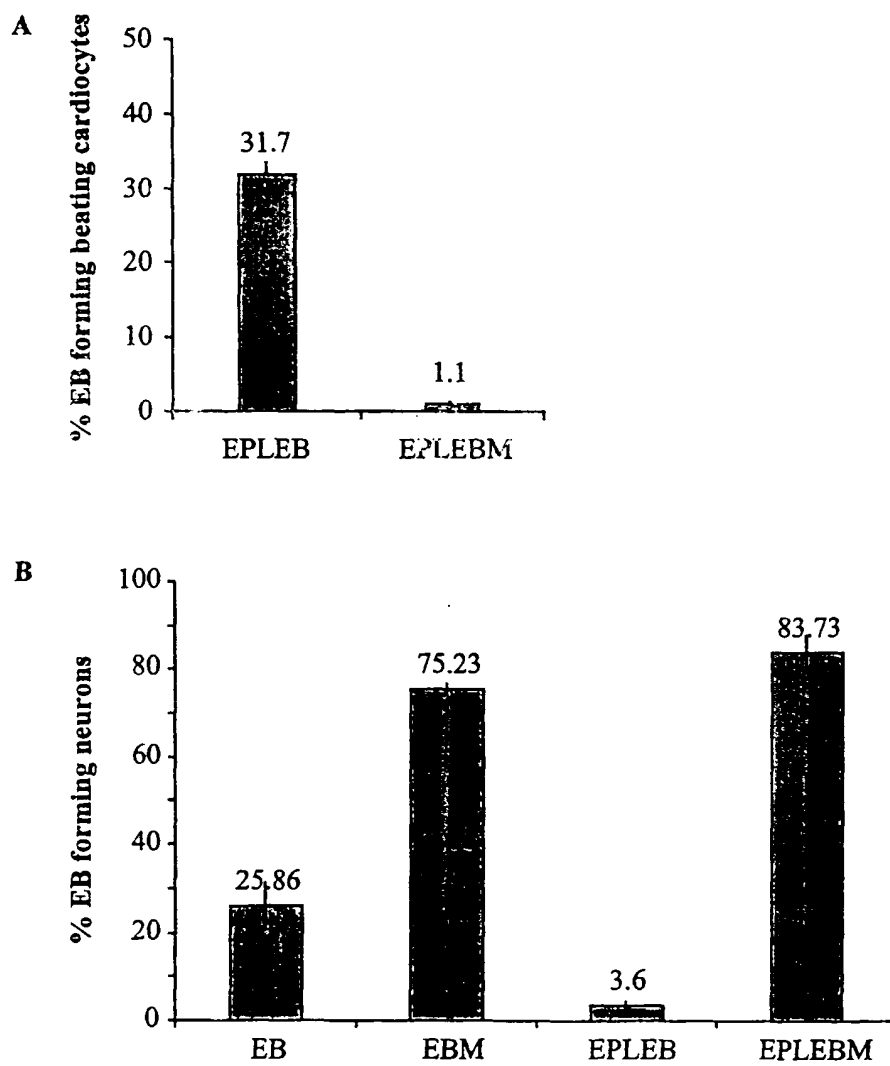 A
% EB forming beating cardiocytes
50
40
30
20
10
0
31.7
1.1
EPLEB
EPLEBM
B
% EB forming neurons
100
80
60
40
20
0
25.86
75.23
3.6
83.73
EB
EBM
EPLEB
EPLEBM